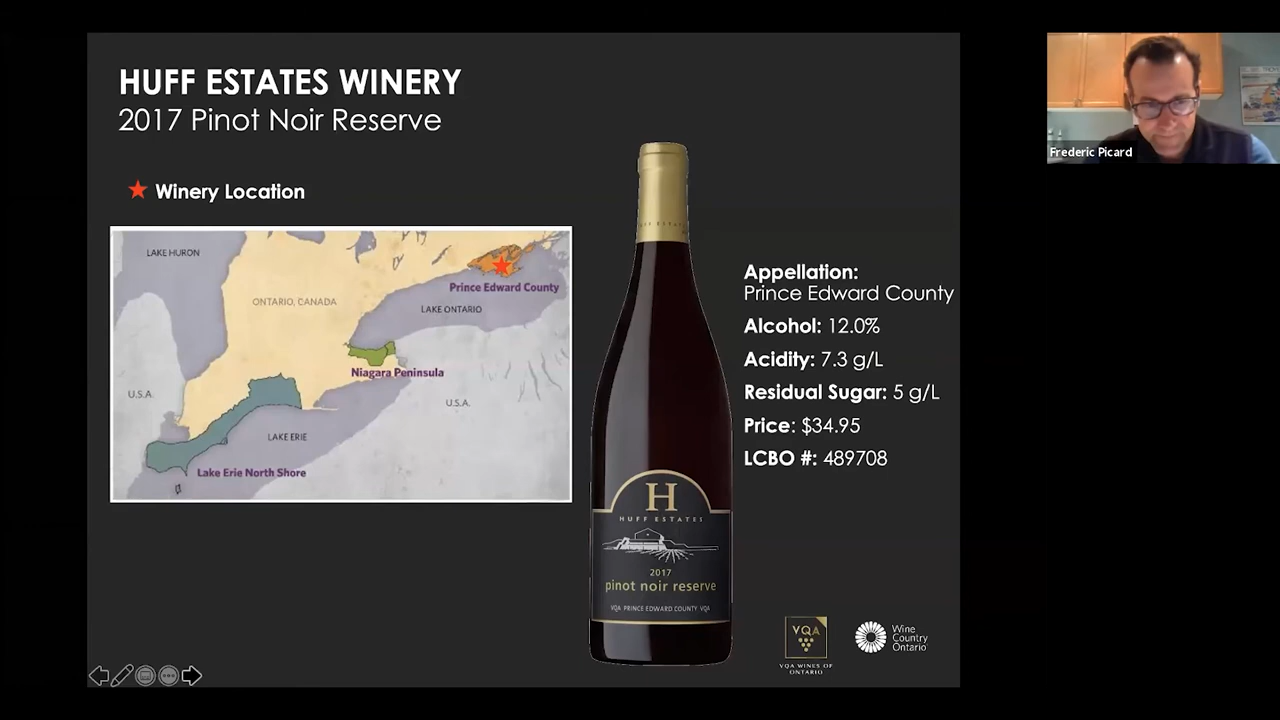 HUFF ESTATES WINERY
2017 Pinot Noir Reserve
Winery Location
LAKE HURON
ONTARIO, CANADA
Prince Edward County
LAKE ONTARIO
Niagara Peninsula
U.S.A.
U.S.A.
LAKE ERIE
Lake Erie North Shore
H
HUFF ESTATES
2017
pinot noir reserve
VQA PRINCE EDWARD COUNTY VQA
Appellation:
Prince Edward County
Alcohol: 12.0%
Acidity: 7.3 g/L
Residual Sugar: 5 g/L
Price: $34.95
LCBO #: 489708
VQA
VQA WINES OF
ONTARIO
Wine
Country
Ontario
Frederic Picard